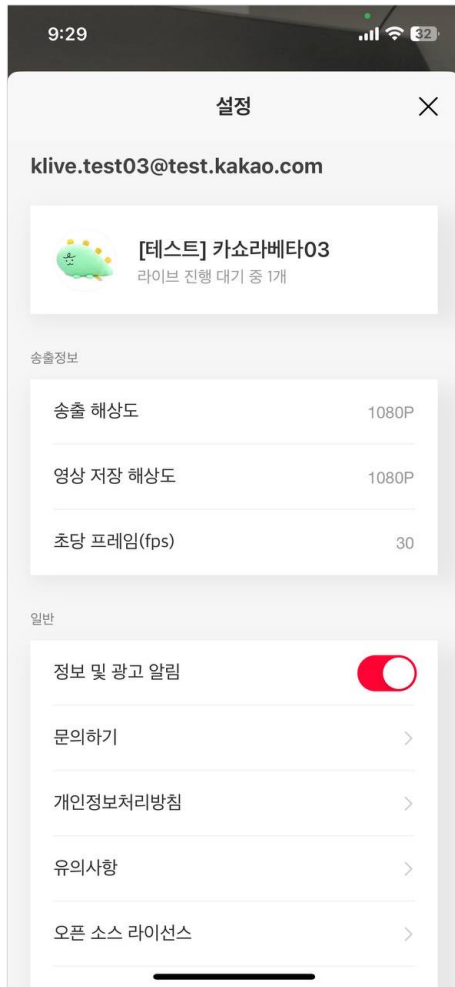 9:29
32
설정
klive.test03@test.kakao.com
[테스트] 카쇼라베타03
라이브 진행 대기 중 1개
송출정보
송출 해상도 1080P
영상 저장 해상도 1080P
초당 프레임(fps) 30
일반
정보 및 광고 알림
문의하기
개인정보처리방침
유의사항
오픈 소스 라이선스